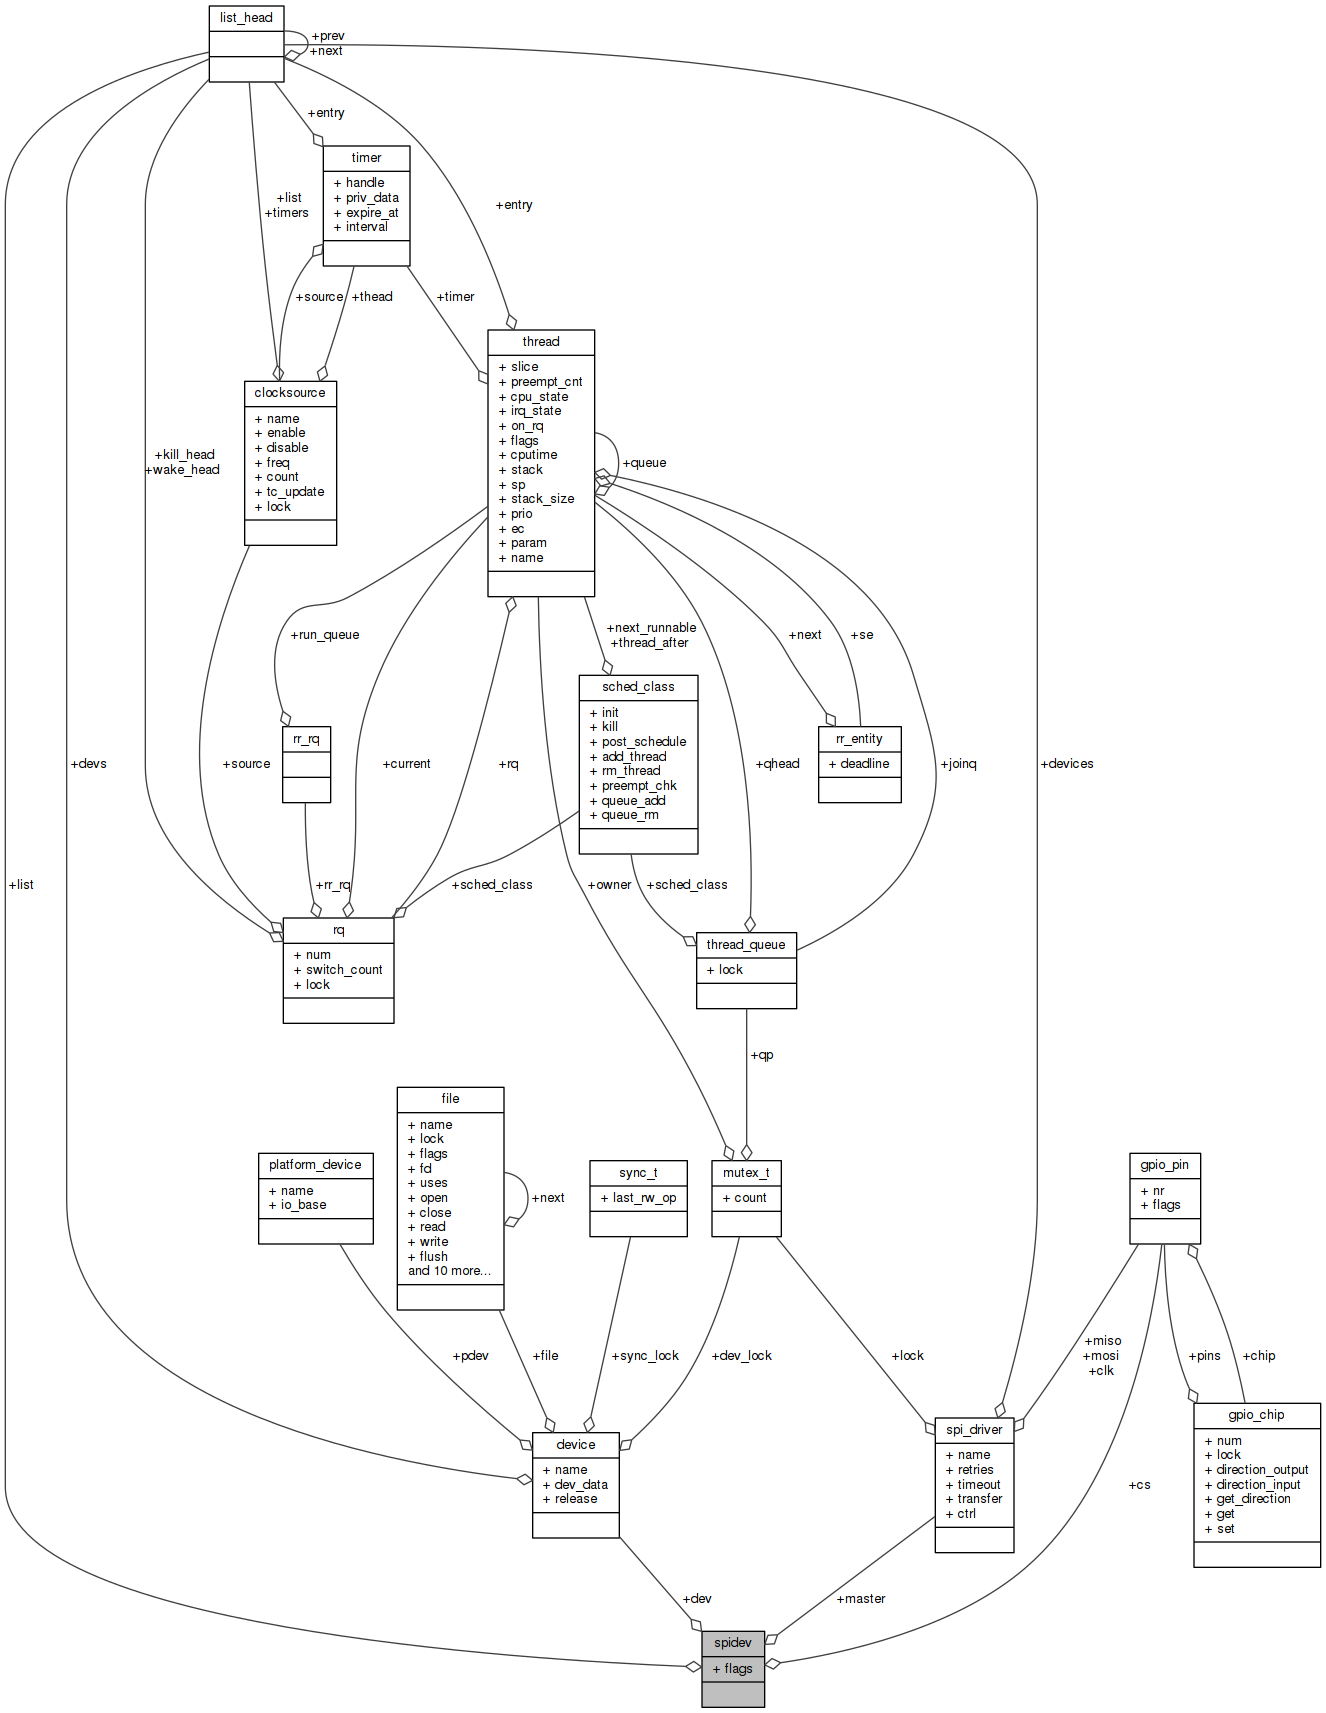 list_head
+prev
+next
+entry
timer
+ handle
+ priv_data
+ expire_at
+ interval
+list
+timers
+entry
+source
+thead
+timer
thread
+ slice
+ preempt_cnt
+ cpu_state
+ irq_state
+ on_rq
+ flags
+ cputime
+ stack
+ sp
+ stack_size
+ prio
+ ec
+ param
+ name
clocksource
+ name
+ enable
+ disable
+ freq
+ count
+ tc_update
+ lock
+kill_head
+wake_head
+queue
+run_queue
+next_runnable
+thread_after
+next
+se
sched_class
+ init
+ kill
+ post_schedule
+ add_thread
+ rm_thread
+ preempt_chk
+ queue_add
+ queue_rm
rr_rq
rr_entity
+ deadline
+devs
+source
+current
+rq
+qhead
+joinq
+devices
+list
+rr_rq
+sched_class
+owner
+sched_class
rq
+ num
+ switch_count
+ lock
thread_queue
+ lock
+qp
file
+ name
+ lock
+ flags
+ fd
+ uses
+ open
+ close
+ read
+ write
+ flush
and 10 more...
+next
platform_device
+ name
+ io_base
sync_t
+ last_rw_op
mutex_t
+ count
gpio_pin
+ nr
+ flags
+pdev
+file
+sync_lock
+dev_lock
+lock
+miso
+mosi
+clk
+pins
+chip
device
+ name
+ dev_data
+ release
spi_driver
+ name
+ retries
+ timeout
+ transfer
+ ctrl
gpio_chip
+ num
+ lock
+ direction_output
+ direction_input
+ get_direction
+ get
+ set
+cs
+dev
+master
spidev
+ flags